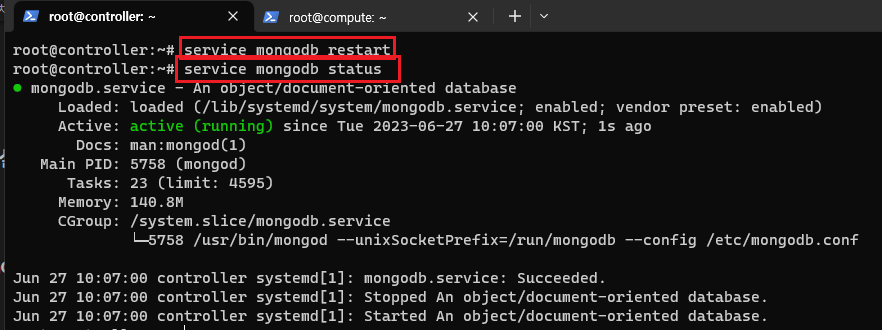 root@controller: ~
root@compute: ~
root@controller:~# service mongodb restart
root@controller:~# service mongodb status
● mongodb.service - An object/document-oriented database
Loaded: loaded (/lib/systemd/system/mongodb.service; enabled; vendor preset: enabled)
Active: active (running) since Tue 2023-06-27 10:07:00 KST; 1s ago
Docs: man:mongod(1)
Main PID: 5758 (mongod)
Tasks: 23 (limit: 4595)
Memory: 140.8M
CGroup: /system.slice/mongodb.service
└─5758 /usr/bin/mongod --unixSocketPrefix=/run/mongodb --config /etc/mongodb.conf
Jun 27 10:07:00 controller systemd[1]: mongodb.service: Succeeded.
Jun 27 10:07:00 controller systemd[1]: Stopped An object/document-oriented database.
Jun 27 10:07:00 controller systemd[1]: Started An object/document-oriented database.